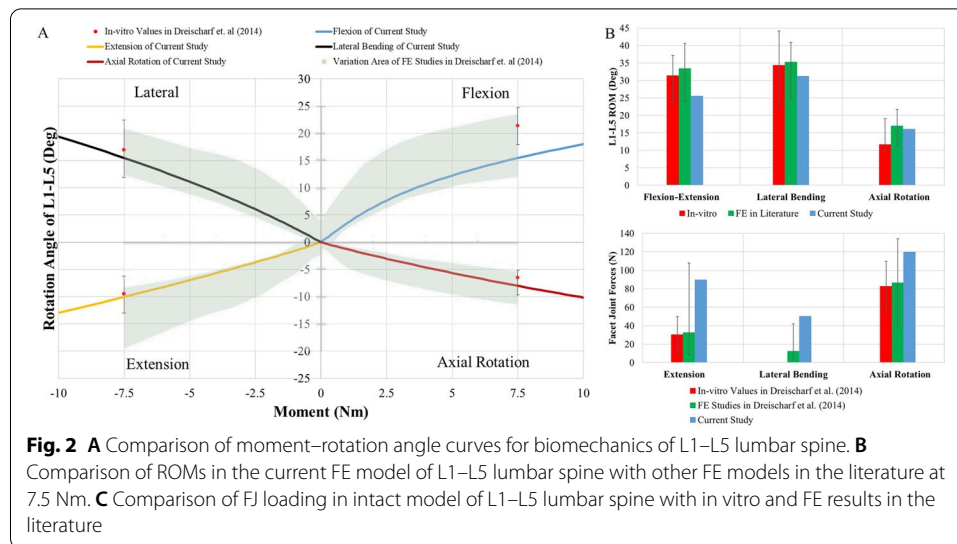 A
In-vitro Values in Dreischarf et. al (2014)
Flexion of Current Study
Extension of Current Study
Lateral Bending of Current Study
Axial Rotation of Current Study
Variation Area of FE Studies in Dreischarf et al (2014)
Rotation Angle of L1-L5 (Deg)
30
25
20
15
10
5
0
-5
-10
-15
-20
-25
Lateral
Flexion
Extension
Axial Rotation
-10 -7.5 -5 -2.5 0 2.5 5 7.5 10
Moment (Nm)
B
L1-L5 ROM (Deg)
45
40
35
30
25
20
15
10
5
0
Flexion-Extension Lateral Bending Axial Rotation
In-vitro FE in Literature Current Study
Facet Joint Forces (N)
140
120
100
80
60
40
20
0
Extension Lateral Bending Axial Rotation
In-vitro Values in Dreischarf et al. (2014)
FE Studies in Dreischarf et al. (2014)
Current Study
Fig. 2 A Comparison of moment–rotation angle curves for biomechanics of L1–L5 lumbar spine. B
Comparison of ROMs in the current FE model of L1–L5 lumbar spine with other FE models in the literature at
7.5 Nm. C Comparison of FJ loading in intact model of L1–L5 lumbar spine with in vitro and FE results in the
literature